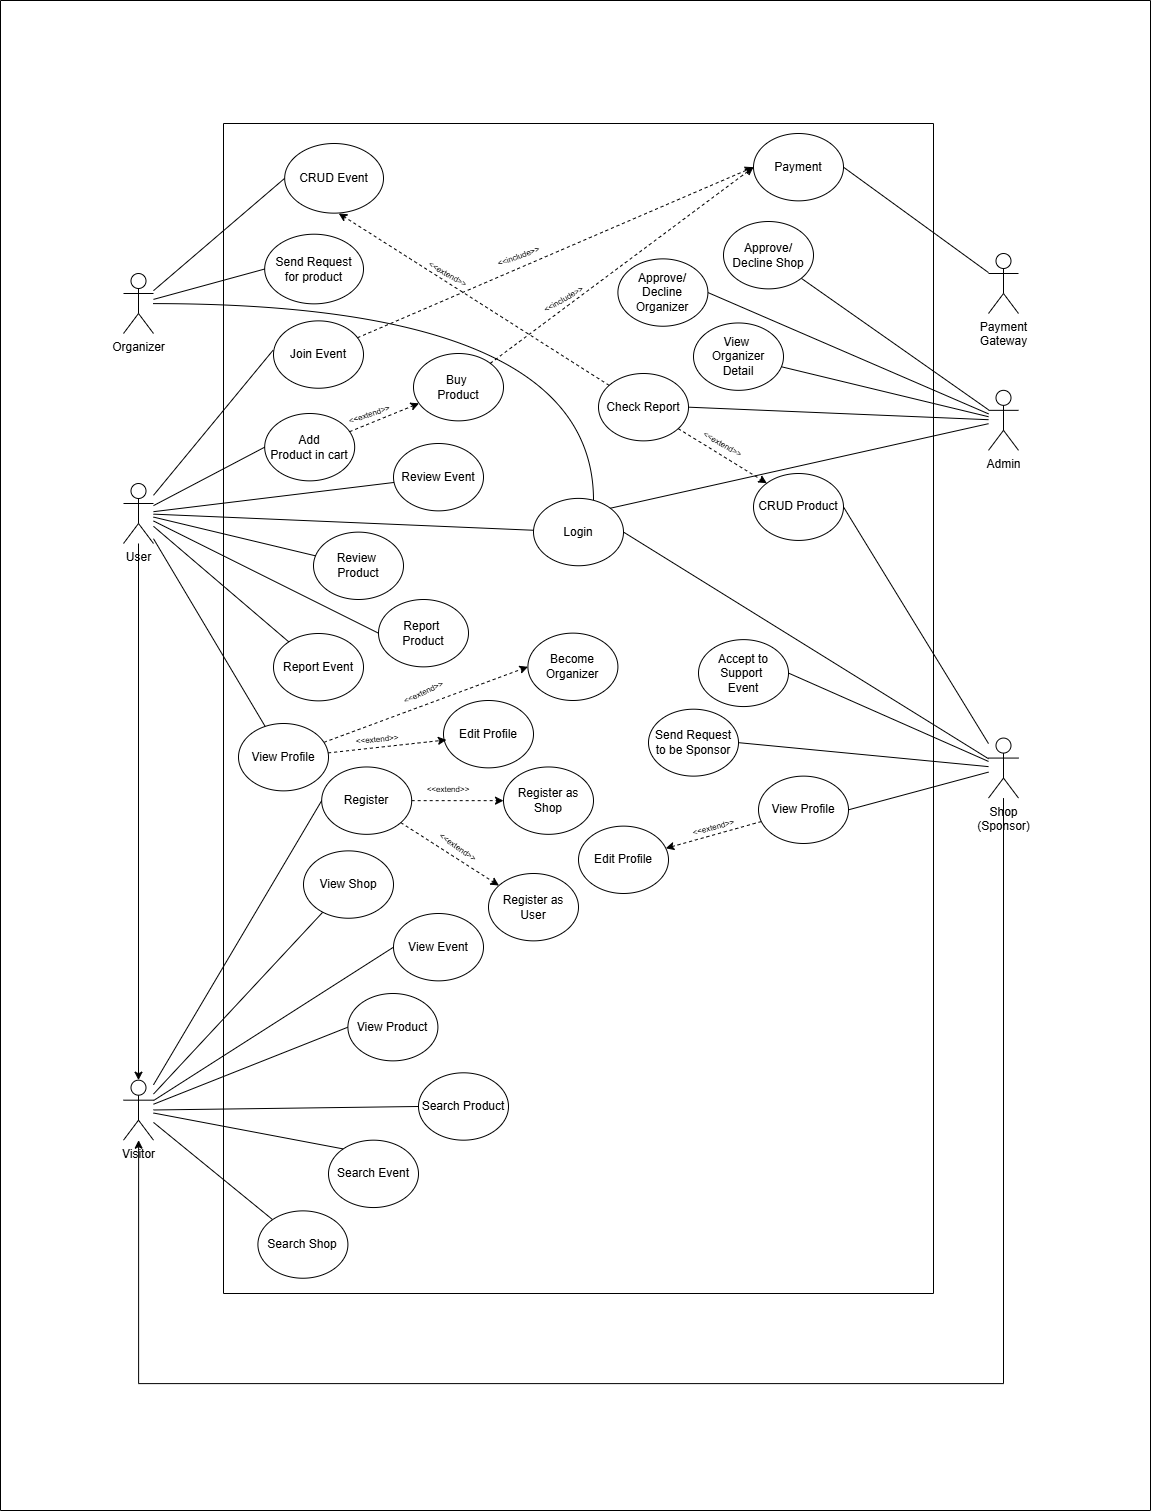 CRUD Event
Payment
Approve/
Decline Shop
Send Request
for product
<<include>>
<<extend>>
Approve/
Decline
Organizer
<<include>>
Payment
Gateway
Organizer
Join Event
View
Organizer
Detail
Buy
Product
Check Report
<<extend>>
Add
Product in cart
<<extend>>
Admin
Review Event
CRUD Product
Login
User
Review
Product
Report
Product
Report Event
Become
Organizer
Accept to
Support
Event
<<extend>>
View Profile
<<extend>>
Edit Profile
Send Request
to be Sponsor
Register
<<extend>>
Register as
Shop
View Profile
Shop
(Sponsor)
<<extend>>
<<extend>>
Edit Profile
View Shop
Register as
User
View Event
View Product
Search Product
Visitor
Search Event
Search Shop